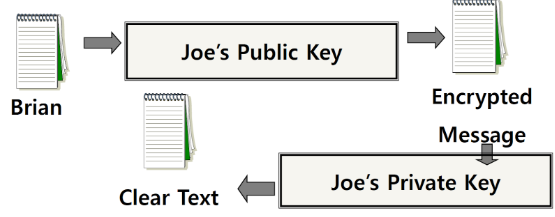 Joe's Public Key
Brian
Encrypted
Message
Joe's Private Key
Clear Text